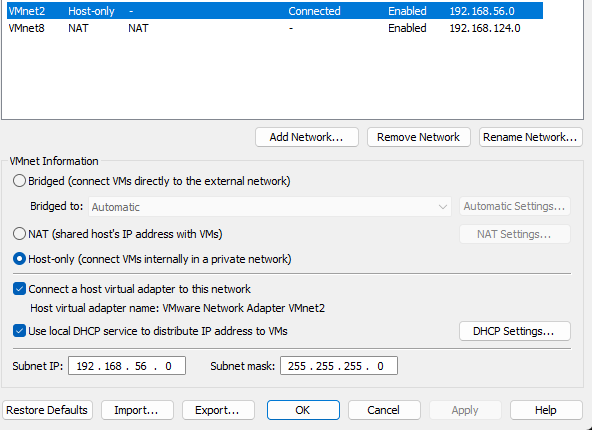 VMnet2 Host-only - Connected Enabled 192.168.56.0
VMnet8 NAT NAT - Enabled 192.168.124.0
Add Network... Remove Network Rename Network...
VMnet Information
Bridged (connect VMs directly to the external network)
Bridged to: Automatic Automatic Settings...
NAT (shared host's IP address with VMs) NAT Settings...
Host-only (connect VMs internally in a private network)
Connect a host virtual adapter to this network
Host virtual adapter name: VMware Network Adapter VMnet2
Use local DHCP service to distribute IP address to VMs DHCP Settings...
Subnet IP: 192 . 168 . 56 . 0 Subnet mask: 255 . 255 . 255 . 0
Restore Defaults Import... Export... OK Cancel Apply Help